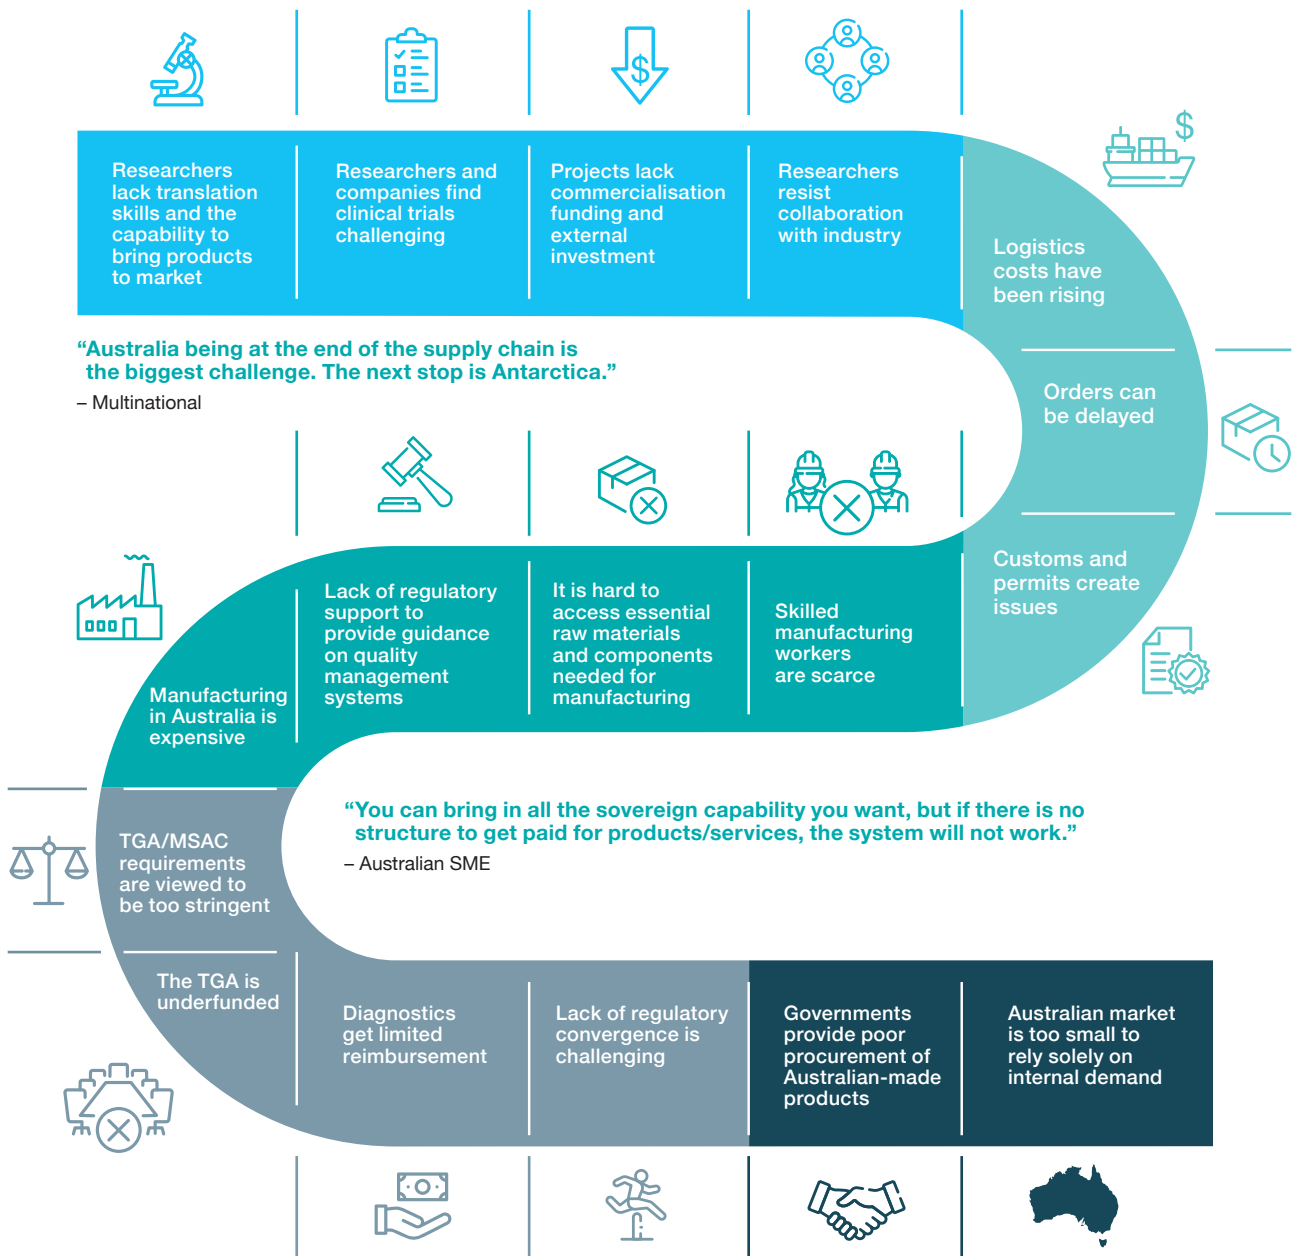 $
$
Researchers
lack translation
skills and the
capability to
bring products
to market
Researchers and
companies find
clinical trials
challenging
Projects lack
commercialisation
funding and
external
investment
Researchers
resist
collaboration
with industry
Logistics
costs have
been rising
“Australia being at the end of the supply chain is
the biggest challenge. The next stop is Antarctica.”
– Multinational
Orders can
be delayed
Customs and
permits create
issues
Skilled
manufacturing
workers
are scarce
It is hard to
access essential
raw materials
and components
needed for
manufacturing
Lack of regulatory
support to
provide guidance
on quality
management
systems
Manufacturing
in Australia is
expensive
“You can bring in all the sovereign capability you want, but if there is no
structure to get paid for products/services, the system will not work.”
– Australian SME
TGA/MSAC
requirements
are viewed to
be too stringent
The TGA is
underfunded
Diagnostics
get limited
reimbursement
Lack of regulatory
convergence is
challenging
Governments
provide poor
procurement of
Australian-made
products
Australian market
is too small to
rely solely on
internal demand